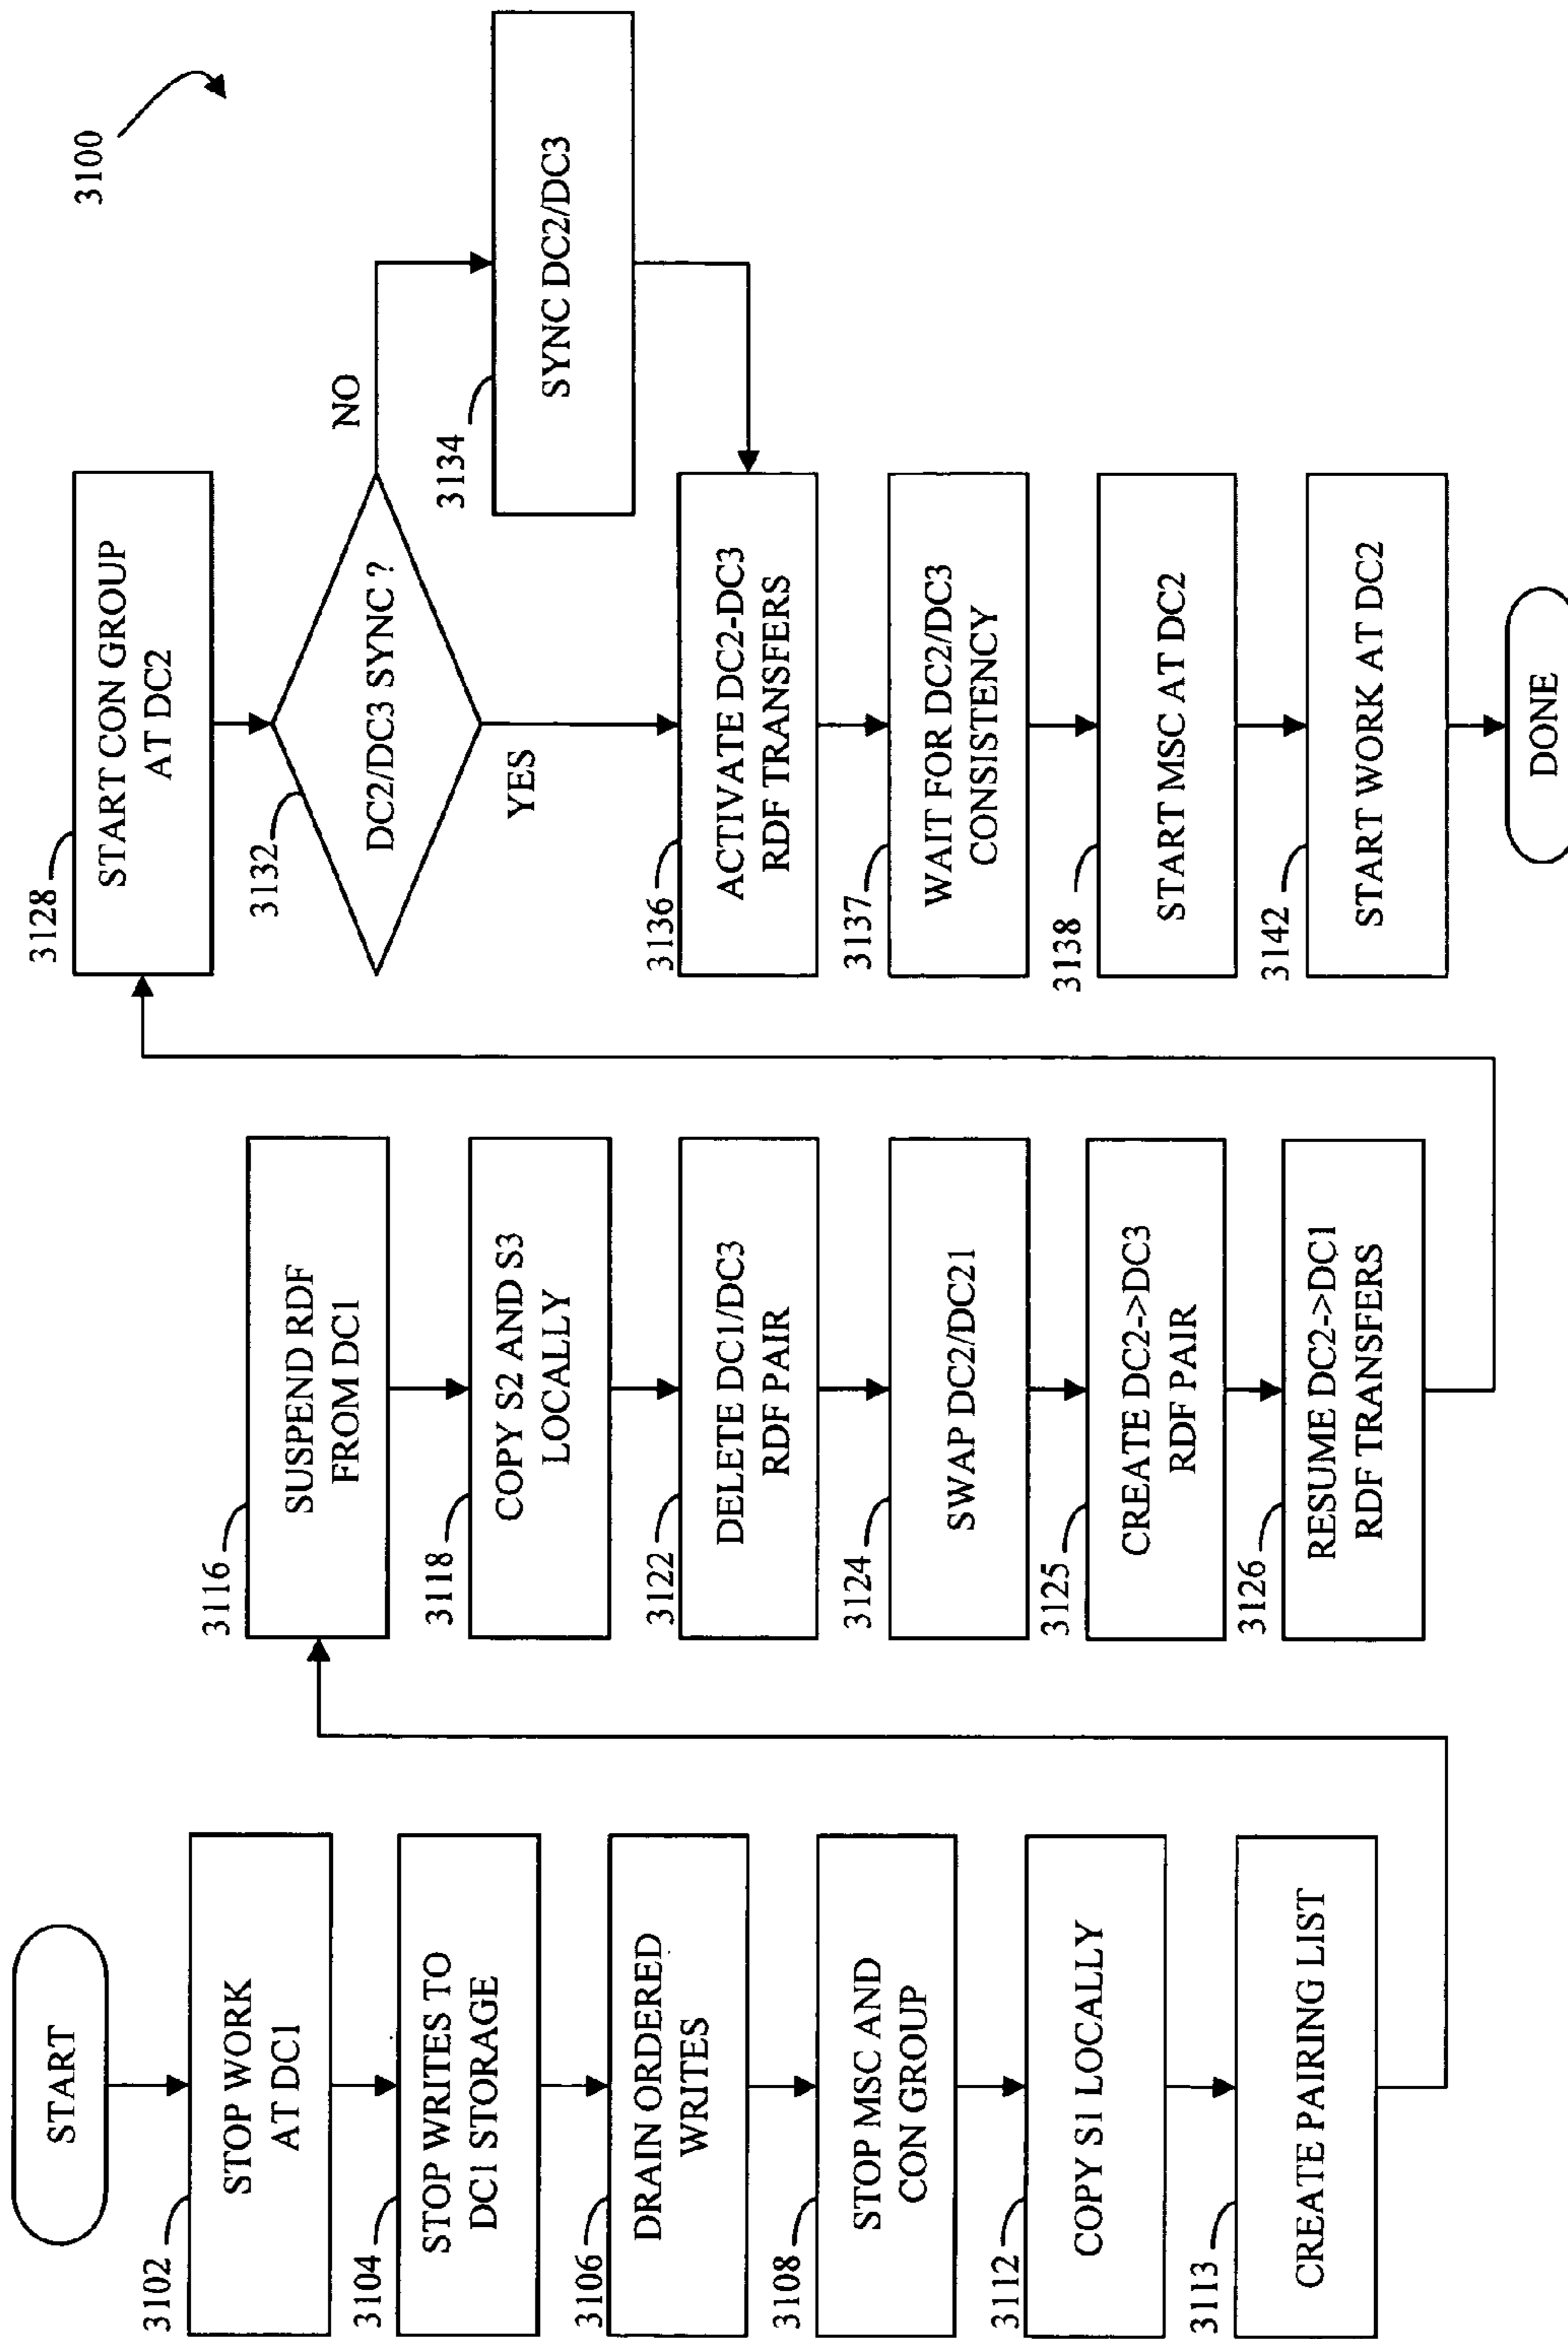 3100
START
3102
STOP WORK
AT DC1
3104
STOP WRITES TO
DC1 STORAGE
3106
DRAIN ORDERED
WRITES
3108
STOP MSC AND
CON GROUP
3112
COPY S1 LOCALLY
3113
CREATE PAIRING LIST
3116
SUSPEND RDF
FROM DC1
3118
COPY S2 AND S3
LOCALLY
3122
DELETE DC1/DC3
RDF PAIR
3124
SWAP DC2/DC21
3125
CREATE DC2->DC3
RDF PAIR
3126
RESUME DC2->DC1
RDF TRANSFERS
3128
START CON GROUP
AT DC2
3132
DC2/DC3 SYNC ?
NO
YES
3134
SYNC DC2/DC3
3136
ACTIVATE DC2-DC3
RDF TRANSFERS
3137
WAIT FOR DC2/DC3
CONSISTENCY
3138
START MSC AT DC2
3142
START WORK AT DC2
DONE